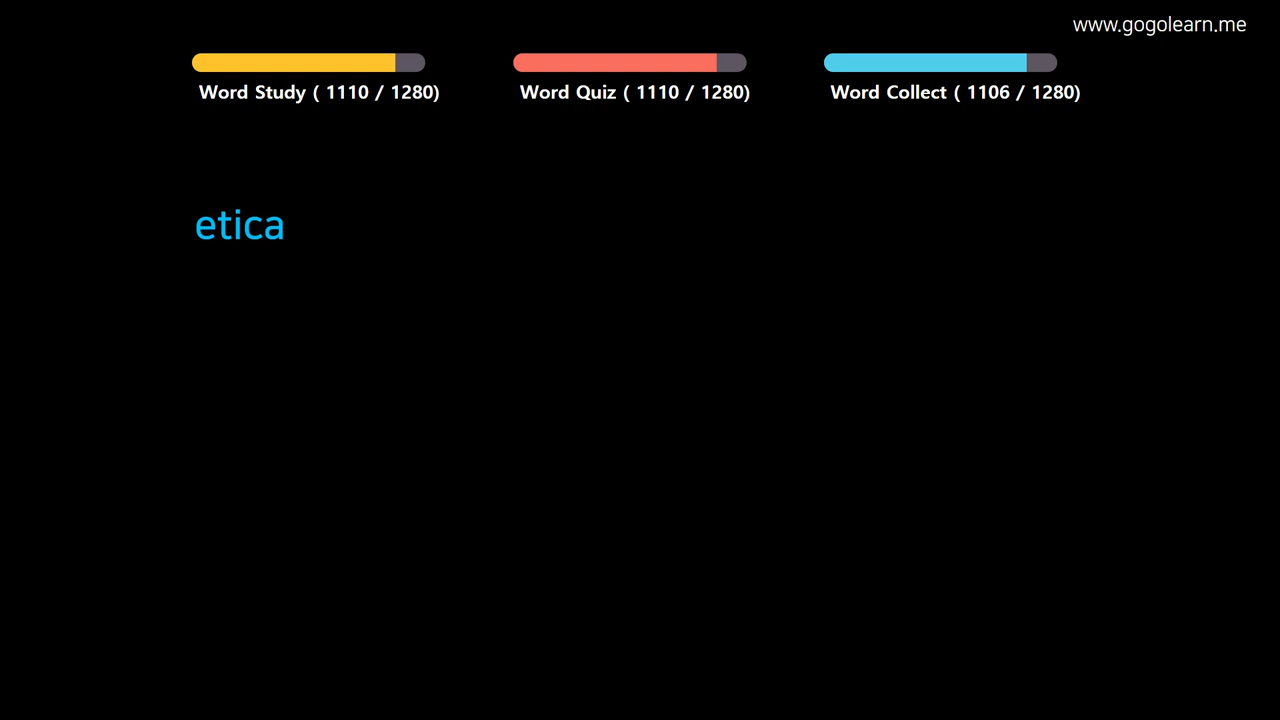 www.gogolearn.me
Word Study ( 1110 / 1280)
Word Quiz ( 1110 / 1280)
Word Collect ( 1106 / 1280)
etica